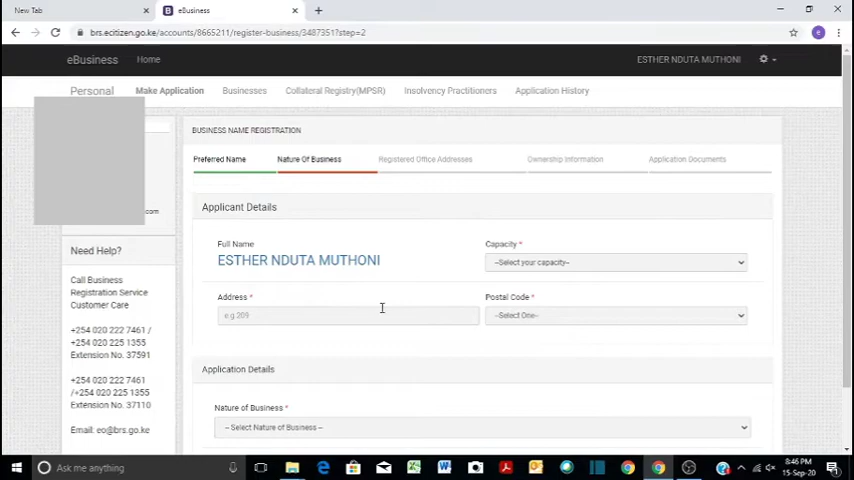 New Tab
eBusiness
brs.ecitizen.go.ke/accounts/8665211/register-business/3487351?step=2
eBusiness Home ESTHER NDUTA MUTHONI
Personal Make Application Businesses Collateral Registry(MPSR) Insolvency Practitioners Application History
com
BUSINESS NAME REGISTRATION
Preferred Name Nature Of Business Registered Office Addresses Ownership Information Application Documents
Applicant Details
Full Name
ESTHER NDUTA MUTHONI
Capacity *
--Select your capacity--
Address *
e.g.209
Postal Code *
--Select One--
Application Details
Nature of Business *
-- Select Nature of Business --
Need Help?
Call Business
Registration Service
Customer Care
+254 020 222 7461 /
+254 020 225 1355
Extension No. 37591
+254 020 222 7461
/+254 020 225 1355
Extension No. 37110
Email: eo@brs.go.ke
Ask me anything
8:46 PM
15-Sep-20